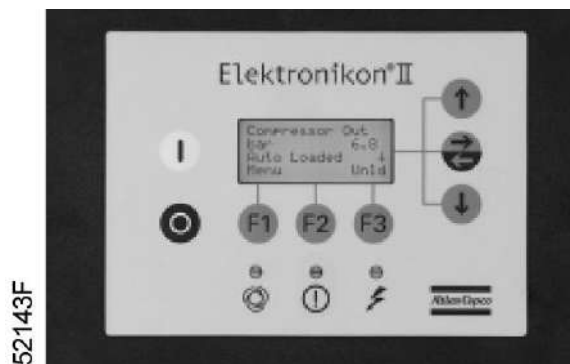 Elektronikon®II
Compressor Out
bar 6.8
Auto Loaded ↓
Menu Unld
F1 F2 F3
Atlas Copco
52143F